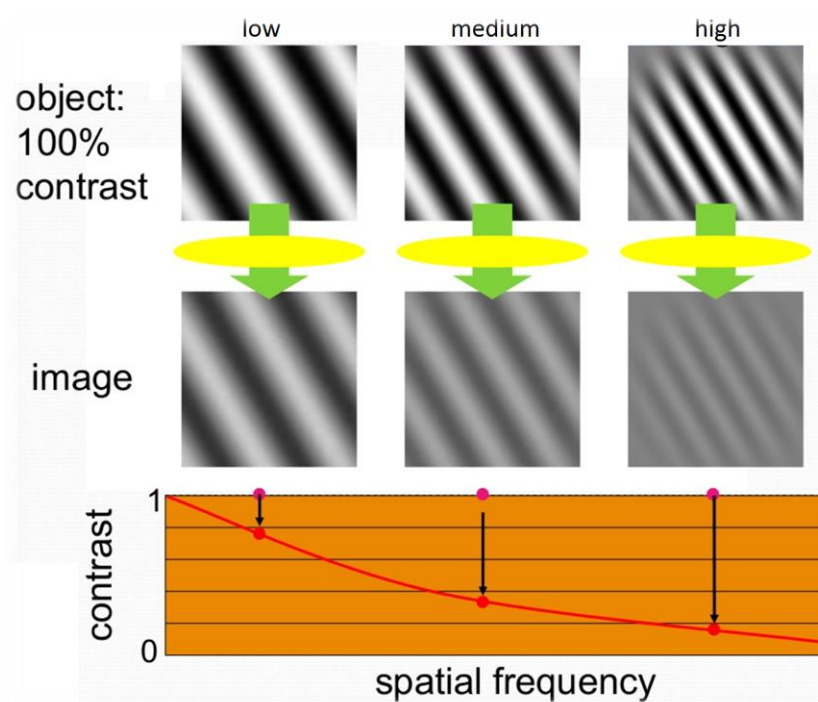 low
medium
high
object:
100%
contrast
image
1
contrast
0
spatial frequency